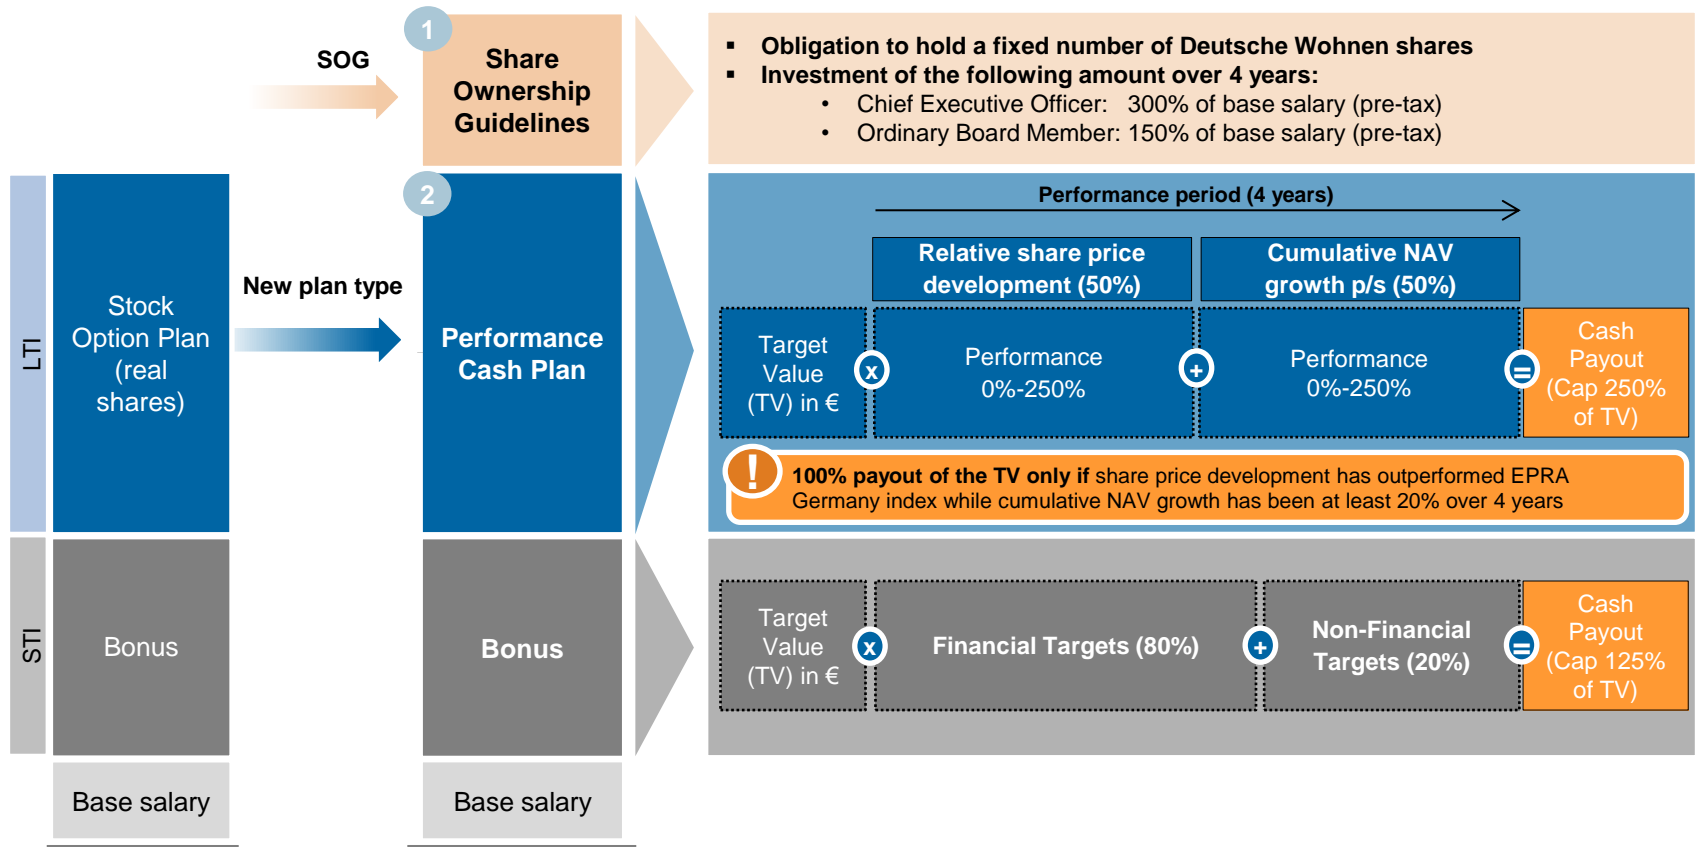 1
SOG
Share
Ownership
Guidelines
▪ Obligation to hold a fixed number of Deutsche Wohnen shares
▪ Investment of the following amount over 4 years:
• Chief Executive Officer: 300% of base salary (pre-tax)
• Ordinary Board Member: 150% of base salary (pre-tax)
LTI
Stock
Option Plan
(real
shares)
New plan type
2
Performance
Cash Plan
Performance period (4 years)
Relative share price
development (50%)
Cumulative NAV
growth p/s (50%)
Target
Value
(TV) in €
x
Performance
0%-250%
+
Performance
0%-250%
=
Cash
Payout
(Cap 250%
of TV)
!
100% payout of the TV only if share price development has outperformed EPRA
Germany index while cumulative NAV growth has been at least 20% over 4 years
STI
Bonus
Bonus
Target
Value
(TV) in €
x
Financial Targets (80%)
+
Non-Financial
Targets (20%)
=
Cash
Payout
(Cap 125%
of TV)
Base salary
Base salary